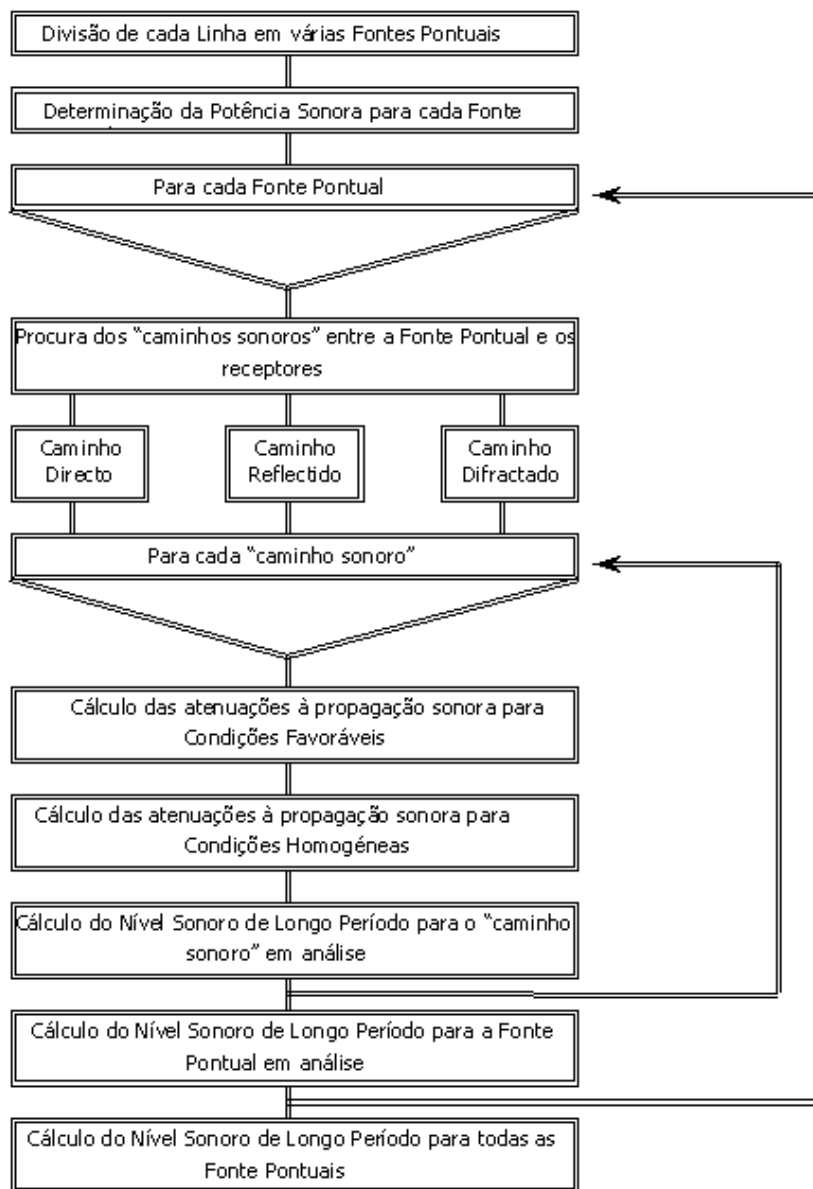 Divisão de cada Linha em várias Fontes Pontuais
Determinação da Potência Sonora para cada Fonte
Para cada Fonte Pontual
Procura dos “caminhos sonoros” entre a Fonte Pontual e os
receptores
Caminho
Directo
Caminho
Reflectido
Caminho
Difractado
Para cada “caminho sonoro”
Cálculo das atenuações à propagação sonora para
Condições Favoráveis
Cálculo das atenuações à propagação sonora para
Condições Homogéneas
Cálculo do Nível Sonoro de Longo Período para o “caminho
sonoro” em análise
Cálculo do Nível Sonoro de Longo Período para a Fonte
Pontual em análise
Cálculo do Nível Sonoro de Longo Período para todas as
Fonte Pontuais